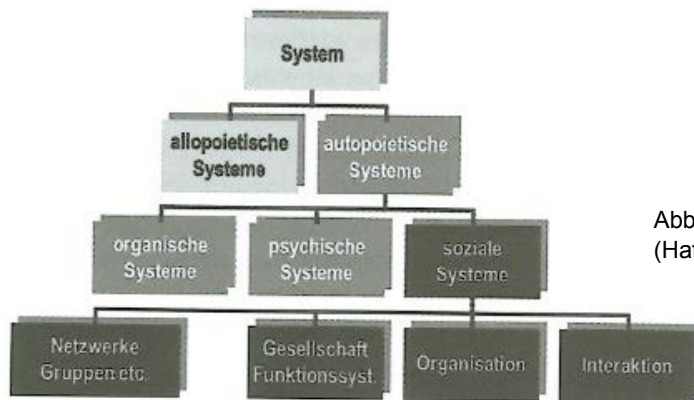 System
allopoietische
Systeme
autopoietische
Systeme
organische
Systeme
psychische
Systeme
soziale
Systeme
Abb
(Haf
Netzwerke
Gruppen etc.
Gesellschaft
Funktionssyst.
Organisation
Interaktion